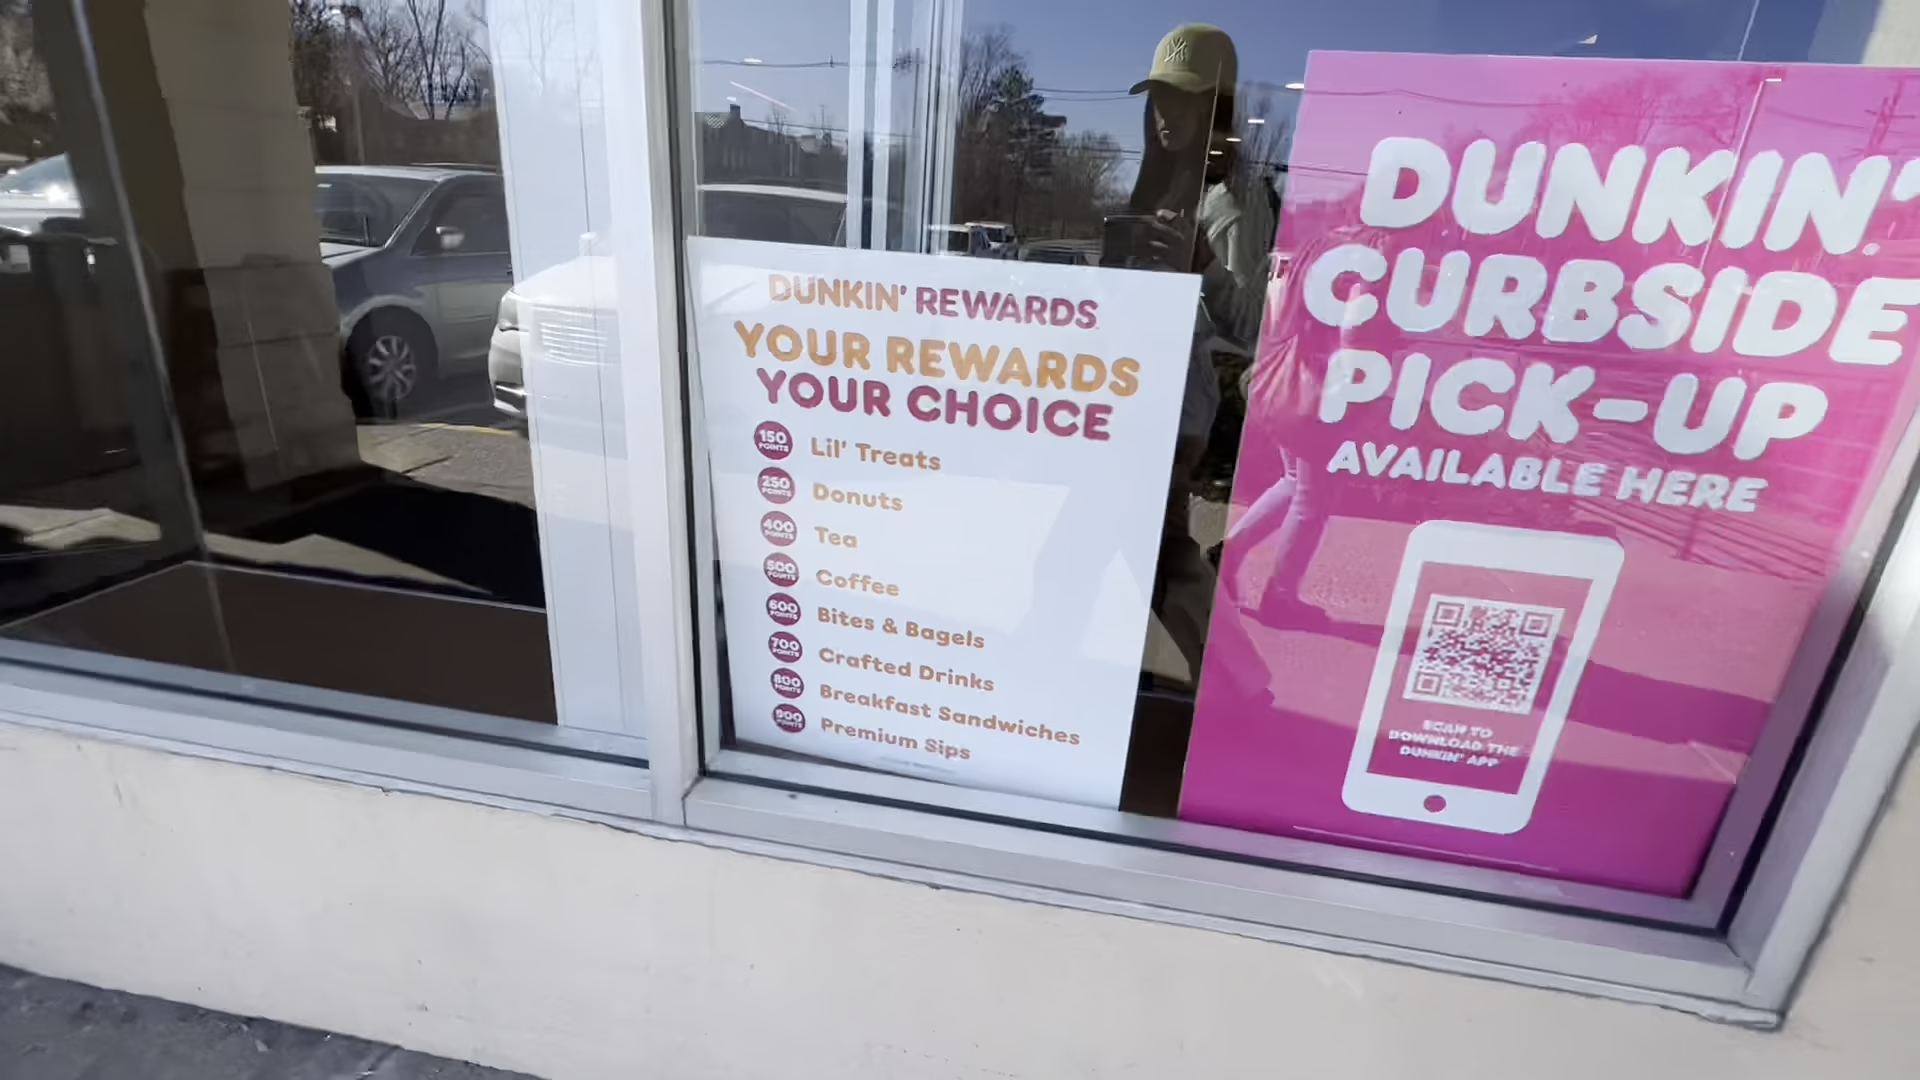 NY
DUNKIN' REWARDS
YOUR REWARDS
YOUR CHOICE
150 POINTS Lil' Treats
250 POINTS Donuts
400 POINTS Tea
500 POINTS Coffee
600 POINTS Bites & Bagels
700 POINTS Crafted Drinks
800 POINTS Breakfast Sandwiches
900 POINTS Premium Sips
DUNKIN'
CURBSIDE
PICK-UP
AVAILABLE HERE
SCAN TO
DOWNLOAD THE
DUNKIN' APP